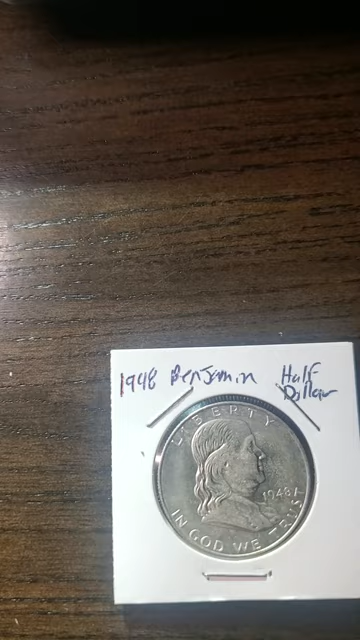 1948 Benjamin Half
Dollar
LIBERTY
1948
IN GOD WE TRUST